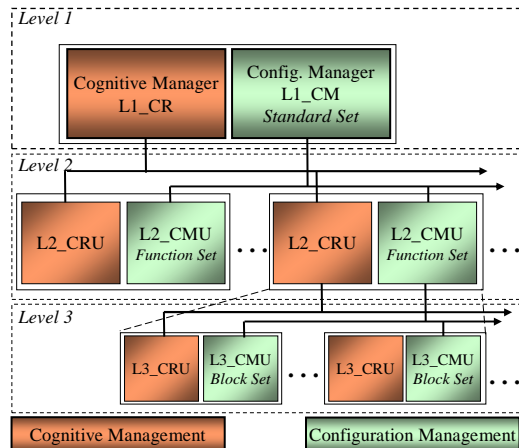 Level 1
Cognitive Manager
L1_CR
Config. Manager
L1_CM
Standard Set
Level 2
L2_CRU
L2_CMU
Function Set
...
L2_CRU
L2_CMU
Function Set
...
Level 3
L3_CRU
L3_CMU
Block Set
...
L3_CRU
L3_CMU
Block Set
...
Cognitive Management
Configuration Management